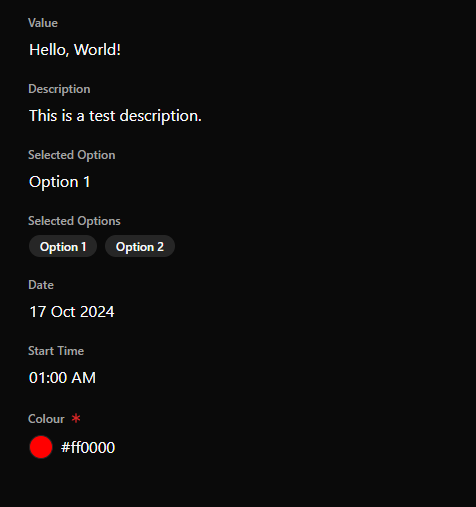 Value
Hello, World!
Description
This is a test description.
Selected Option
Option 1
Selected Options
Option 1 Option 2
Date
17 Oct 2024
Start Time
01:00 AM
Colour *
#ff0000